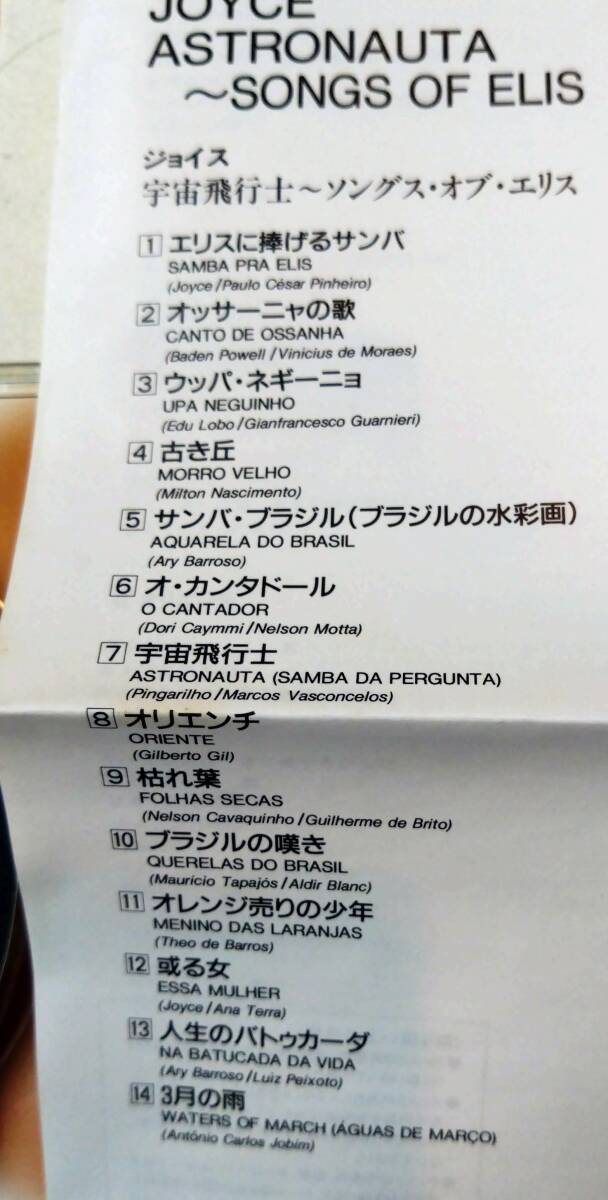 JOYCE
ASTRONAUTA
〜SONGS OF ELIS
ジョイス
宇宙飛行士〜ソングス・オブ・エリス
1 エリスに捧げるサンバ
SAMBA PRA ELIS
(Joyce/Paulo César Pinheiro)
2 オッサーニャの歌
CANTO DE OSSANHA
(Baden Powell/Vinicius de Moraes)
3 ウッパ・ネギーニョ
UPA NEGUINHO
(Edu Lobo/Gianfrancesco Guarnieri)
4 古き丘
MORRO VELHO
(Milton Nascimento)
5 サンバ・ブラジル(ブラジルの水彩画)
AQUARELA DO BRASIL
(Ary Barroso)
6 オ・カンタドール
O CANTADOR
(Dori Caymmi/Nelson Motta)
7 宇宙飛行士
ASTRONAUTA (SAMBA DA PERGUNTA)
(Pingarilho/Marcos Vasconcelos)
8 オリエンチ
ORIENTE
(Gilberto Gil)
9 枯れ葉
FOLHAS SECAS
(Nelson Cavaquinho/Guilherme de Brito)
10 ブラジルの嘆き
QUERELAS DO BRASIL
(Maurício Tapajós/Aldir Blanc)
11 オレンジ売りの少年
MENINO DAS LARANJAS
(Theo de Barros)
12 或る女
ESSA MULHER
(Joyce/Ana Terra)
13 人生のバトゥカーダ
NA BATUCADA DA VIDA
(Ary Barroso/Luiz Peixoto)
14 3月の雨
WATERS OF MARCH (ÁGUAS DE MARÇO)
(Antônio Carlos Jobim)